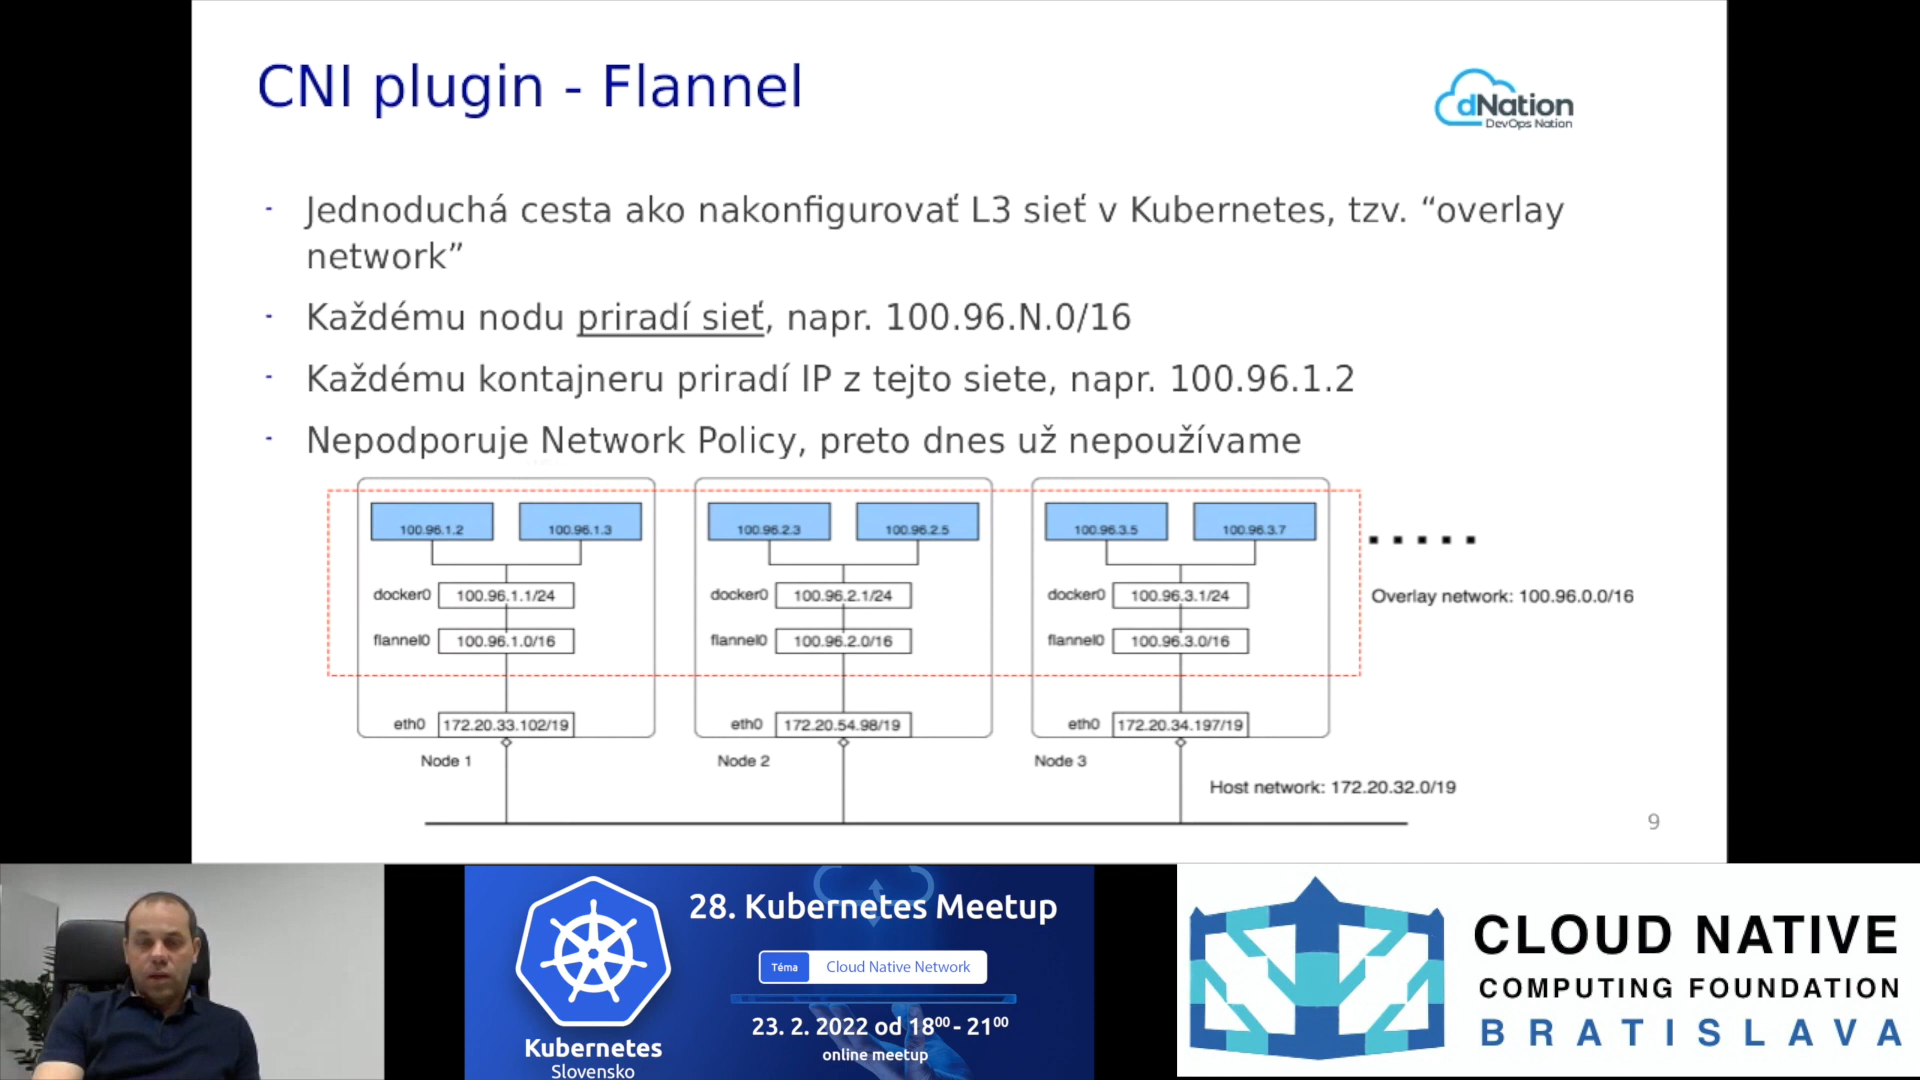 CNI plugin - Flannel
dNation
DevOps Nation
- Jednoduchá cesta ako nakonfigurovať L3 sieť v Kubernetes, tzv. “overlay
network”
- Každému nodu priradí sieť, napr. 100.96.N.0/16
- Každému kontajneru priradí IP z tejto siete, napr. 100.96.1.2
- Nepodporuje Network Policy, preto dnes už nepoužívame
100.96.1.2 100.96.1.3 100.96.2.3 100.96.2.5 100.96.3.5 100.96.3.7
docker0 100.96.1.1/24 docker0 100.96.2.1/24 docker0 100.96.3.1/24 Overlay network: 100.96.0.0/16
flannel0 100.96.1.0/16 flannel0 100.96.2.0/16 flannel0 100.96.3.0/16
eth0 172.20.33.102/19 eth0 172.20.54.98/19 eth0 172.20.34.197/19
Node 1 Node 2 Node 3
Host network: 172.20.32.0/19
9
Kubernetes
Slovensko
28. Kubernetes Meetup
Téma Cloud Native Network
23. 2. 2022 od 18⁰⁰ - 21⁰⁰
online meetup
CLOUD NATIVE
COMPUTING FOUNDATION
BRATISLAVA